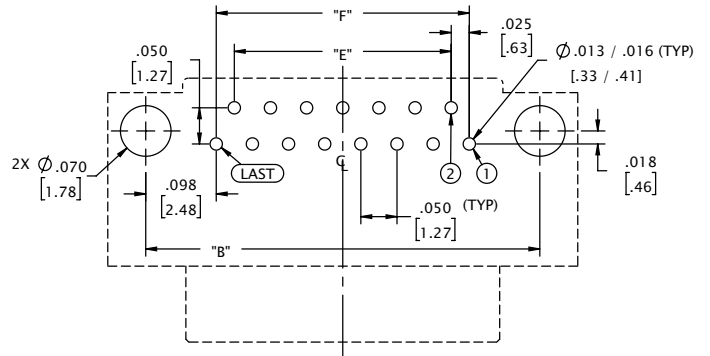 "F"
.025
[.63]
Ø.013 / .016 (TYP)
[.33 / .41]
"E"
.050
[1.27]
2X Ø.070
[1.78]
LAST
℄
2
1
.018
[.46]
.098
[2.48]
.050 (TYP)
[1.27]
"B"